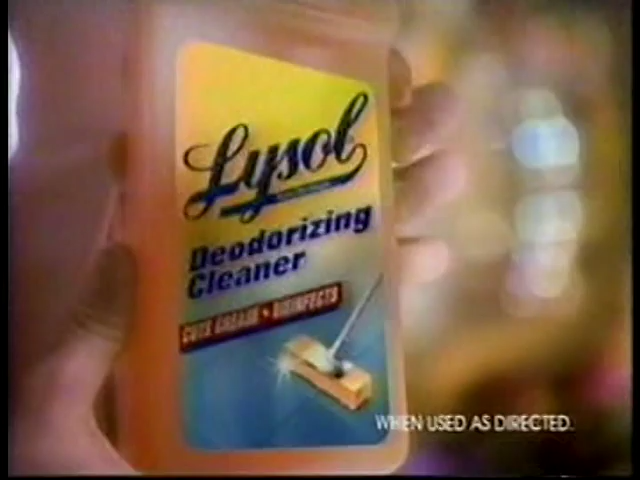 Lysol
Deodorizing
Cleaner
CUTS GREASE • DISINFECTS
WHEN USED AS DIRECTED.